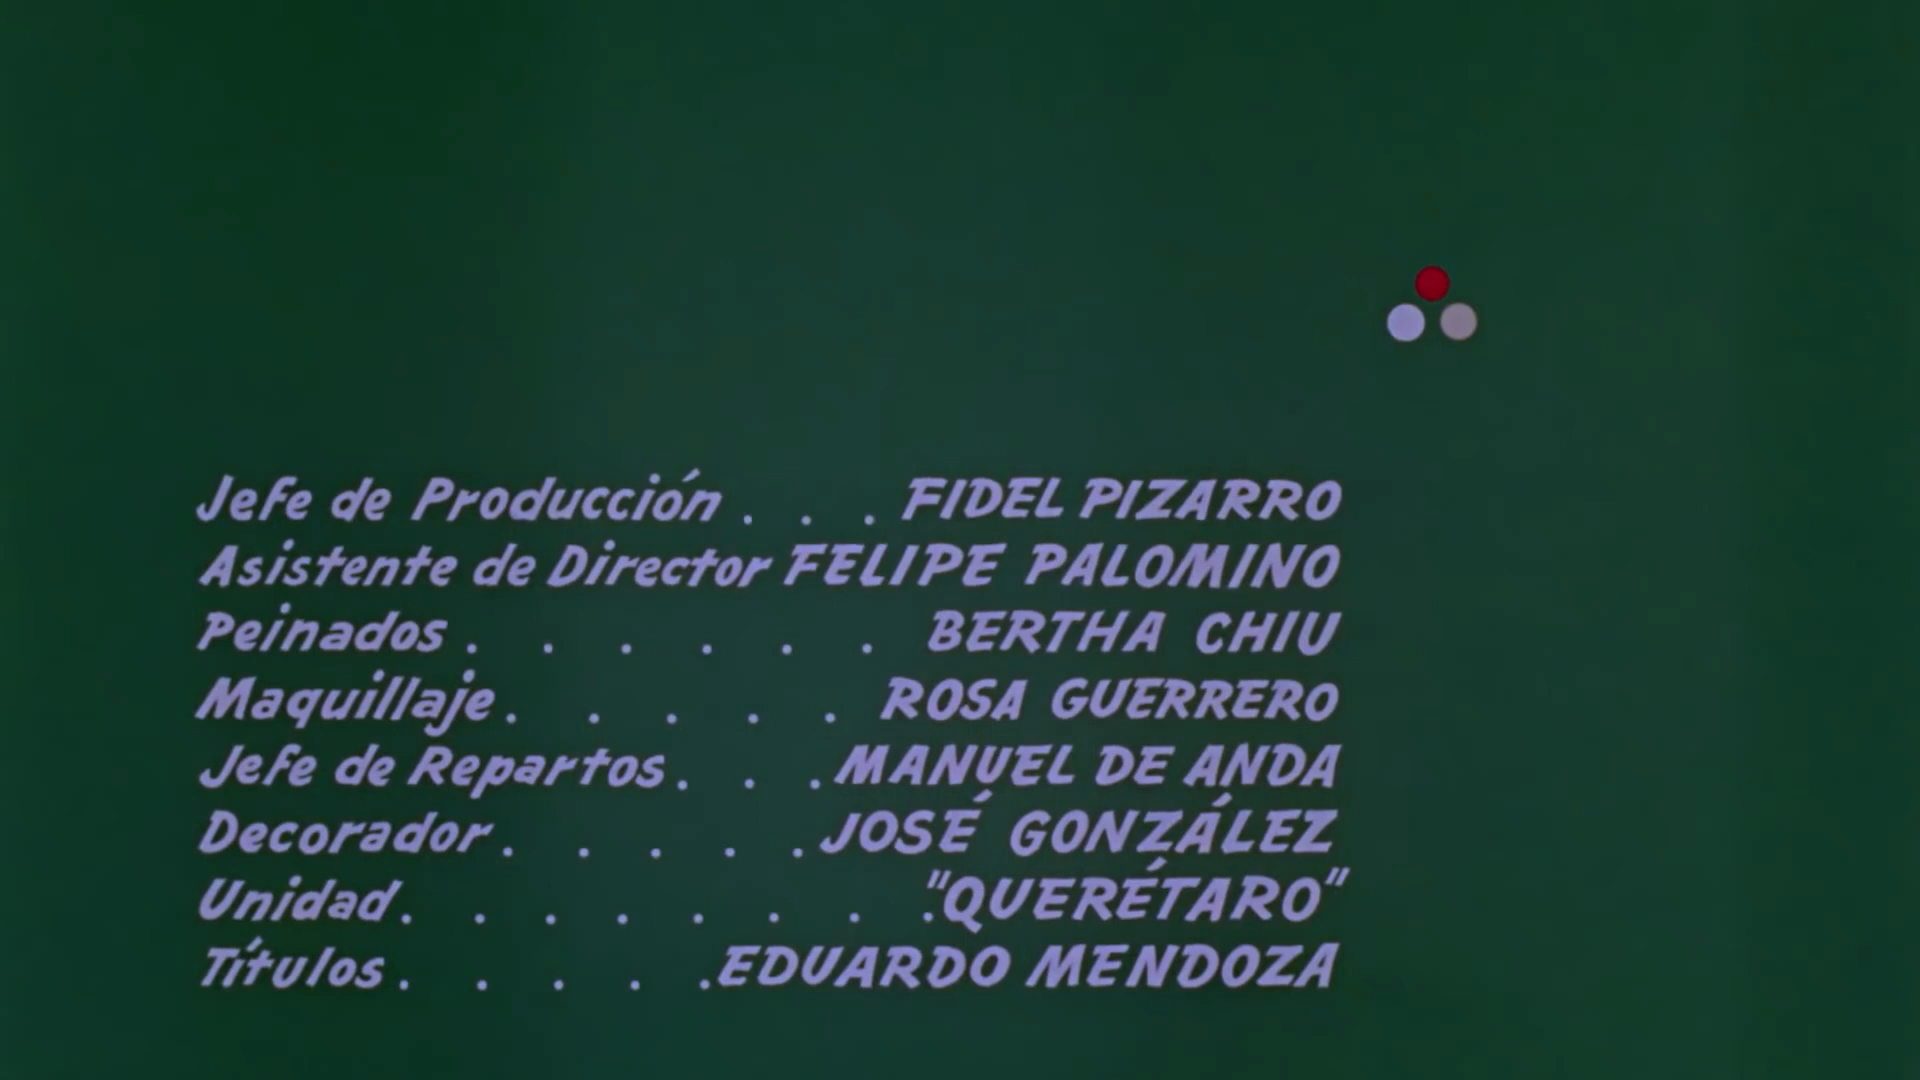 Jefe de Producción . . . FIDEL PIZARRO
Asistente de Director FELIPE PALOMINO
Peinados . . . . . . BERTHA CHIU
Maquillaje . . . . . ROSA GUERRERO
Jefe de Repartos . . . MANUEL DE ANDA
Decorador . . . . . JOSÉ GONZÁLEZ
Unidad . . . . . . . . "QUERÉTARO"
Títulos . . . . . EDUARDO MENDOZA